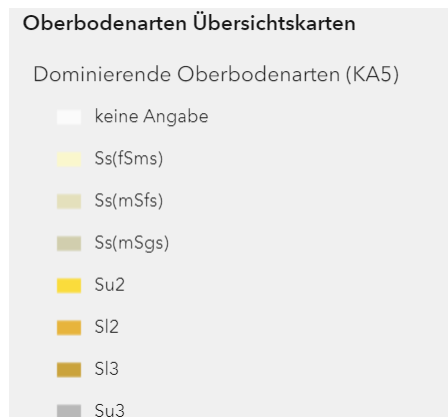 Oberbodenarten Übersichtskarten
Dominierende Oberbodenarten (KA5)
keine Angabe
Ss(fSms)
Ss(mSfs)
Ss(mSgs)
Su2
Sl2
Sl3
Su3